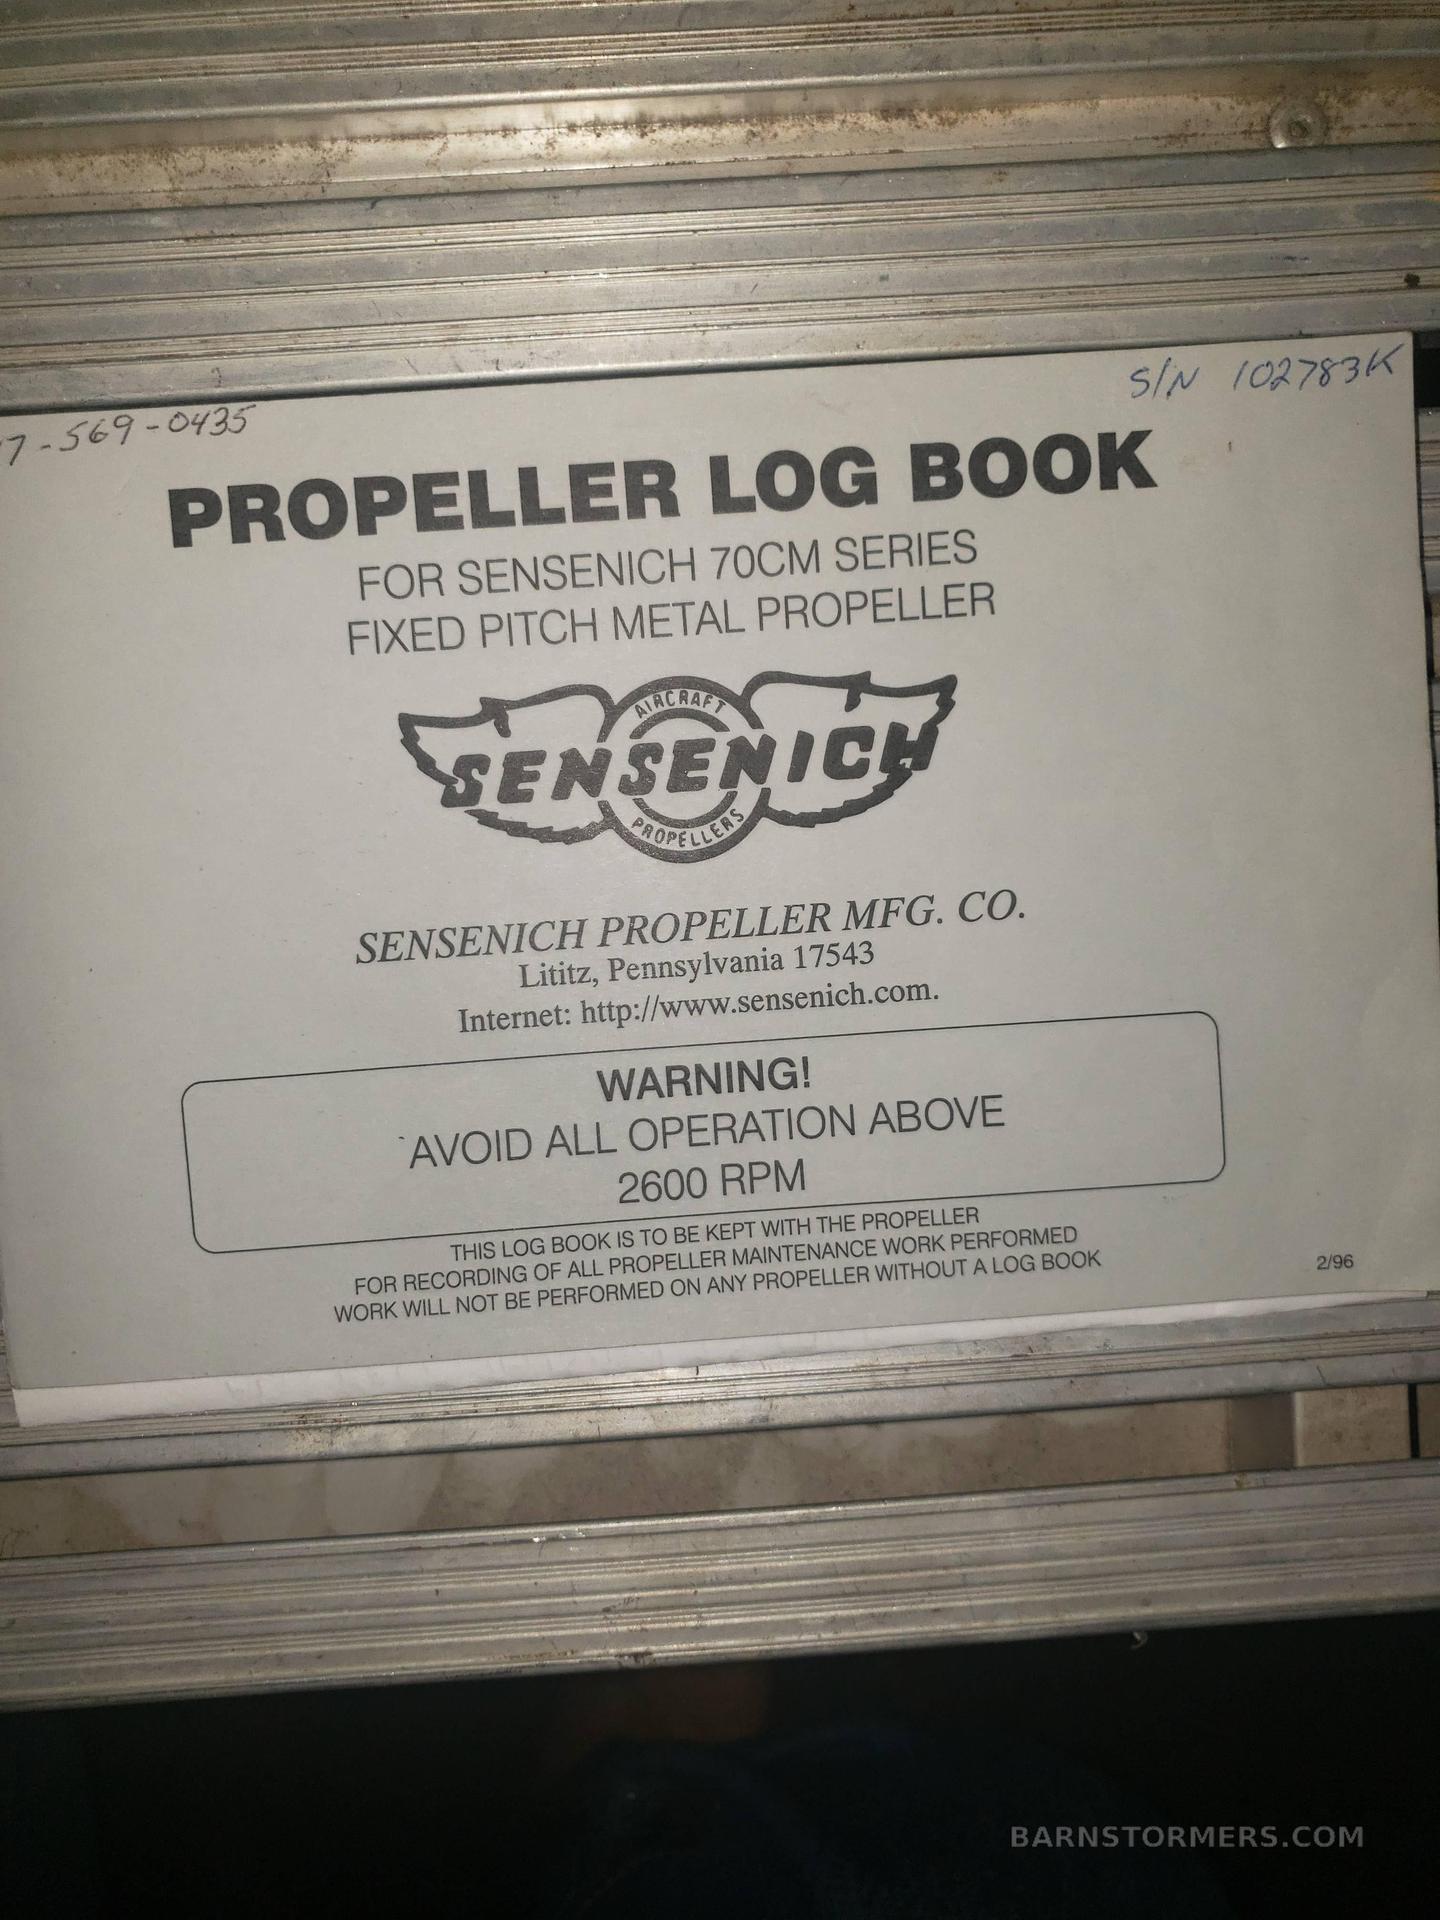 S/N 102783K
7-569-0435
PROPELLER LOG BOOK
FOR SENSENICH 70CM SERIES
FIXED PITCH METAL PROPELLER
AIRCRAFT
SENSENICH
PROPELLERS
SENSENICH PROPELLER MFG. CO.
Lititz, Pennsylvania 17543
Internet: http://www.sensenich.com.
WARNING!
AVOID ALL OPERATION ABOVE
2600 RPM
THIS LOG BOOK IS TO BE KEPT WITH THE PROPELLER
FOR RECORDING OF ALL PROPELLER MAINTENANCE WORK PERFORMED
WORK WILL NOT BE PERFORMED ON ANY PROPELLER WITHOUT A LOG BOOK
2/96
BARNSTORMERS.COM